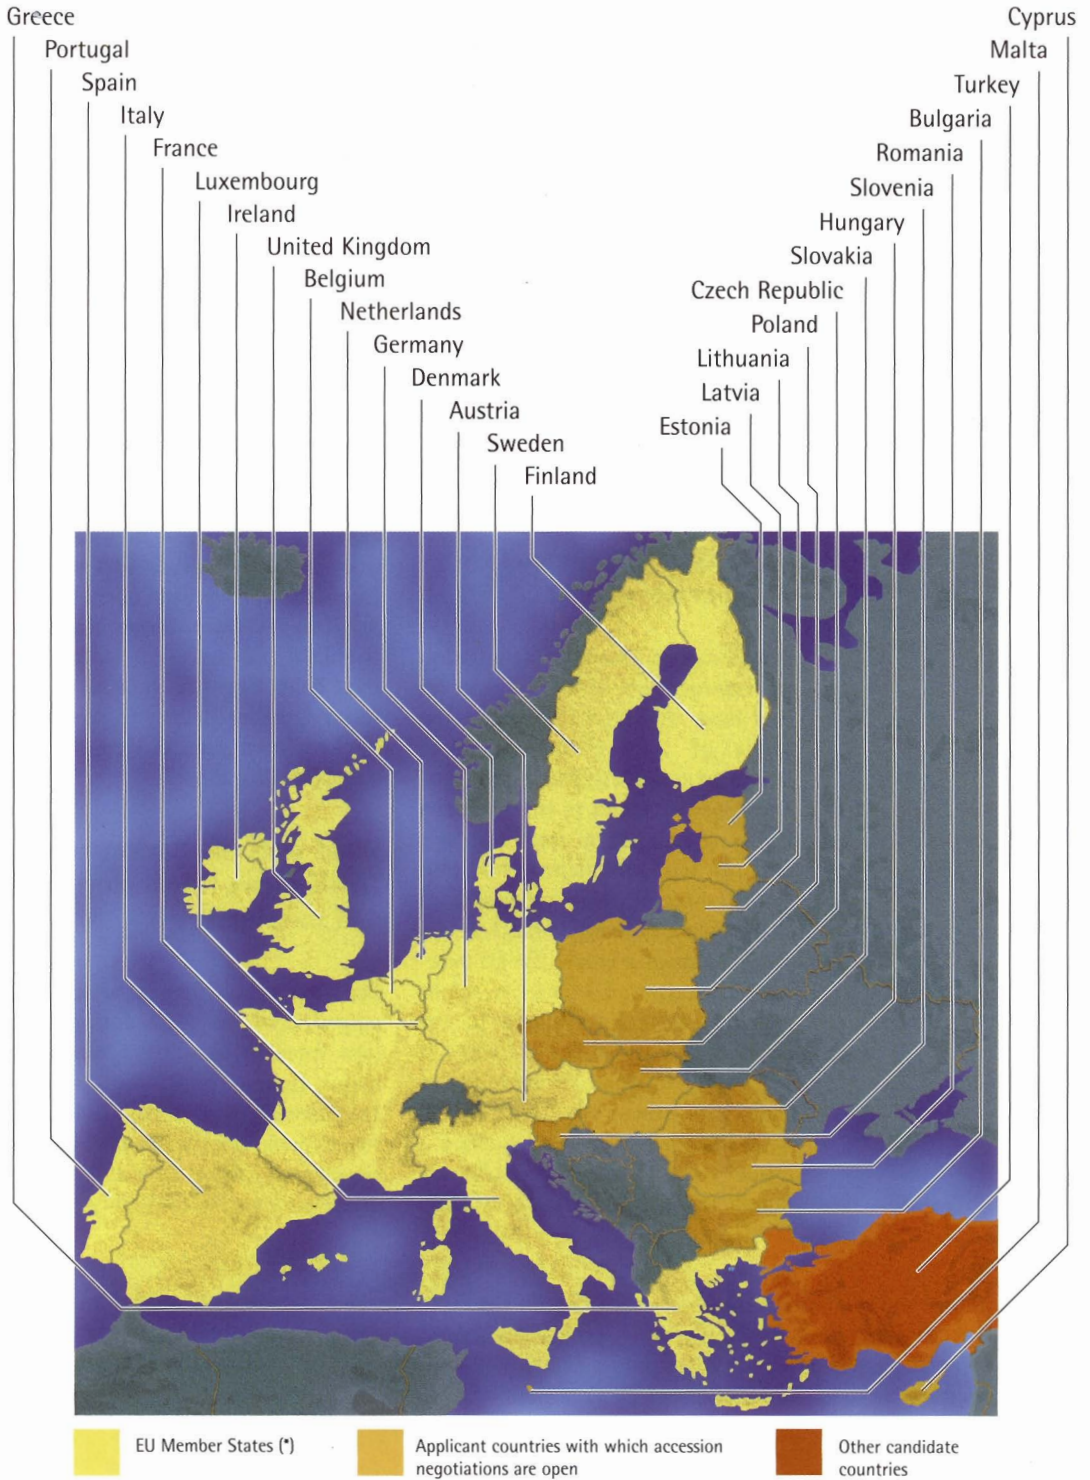 Greece
Portugal
Spain
Italy
France
Luxembourg
Ireland
United Kingdom
Belgium
Netherlands
Germany
Denmark
Austria
Sweden
Finland
Cyprus
Malta
Turkey
Bulgaria
Romania
Slovenia
Hungary
Slovakia
Czech Republic
Poland
Lithuania
Latvia
Estonia
EU Member States (*)
Applicant countries with which accession
negotiations are open
Other candidate
countries